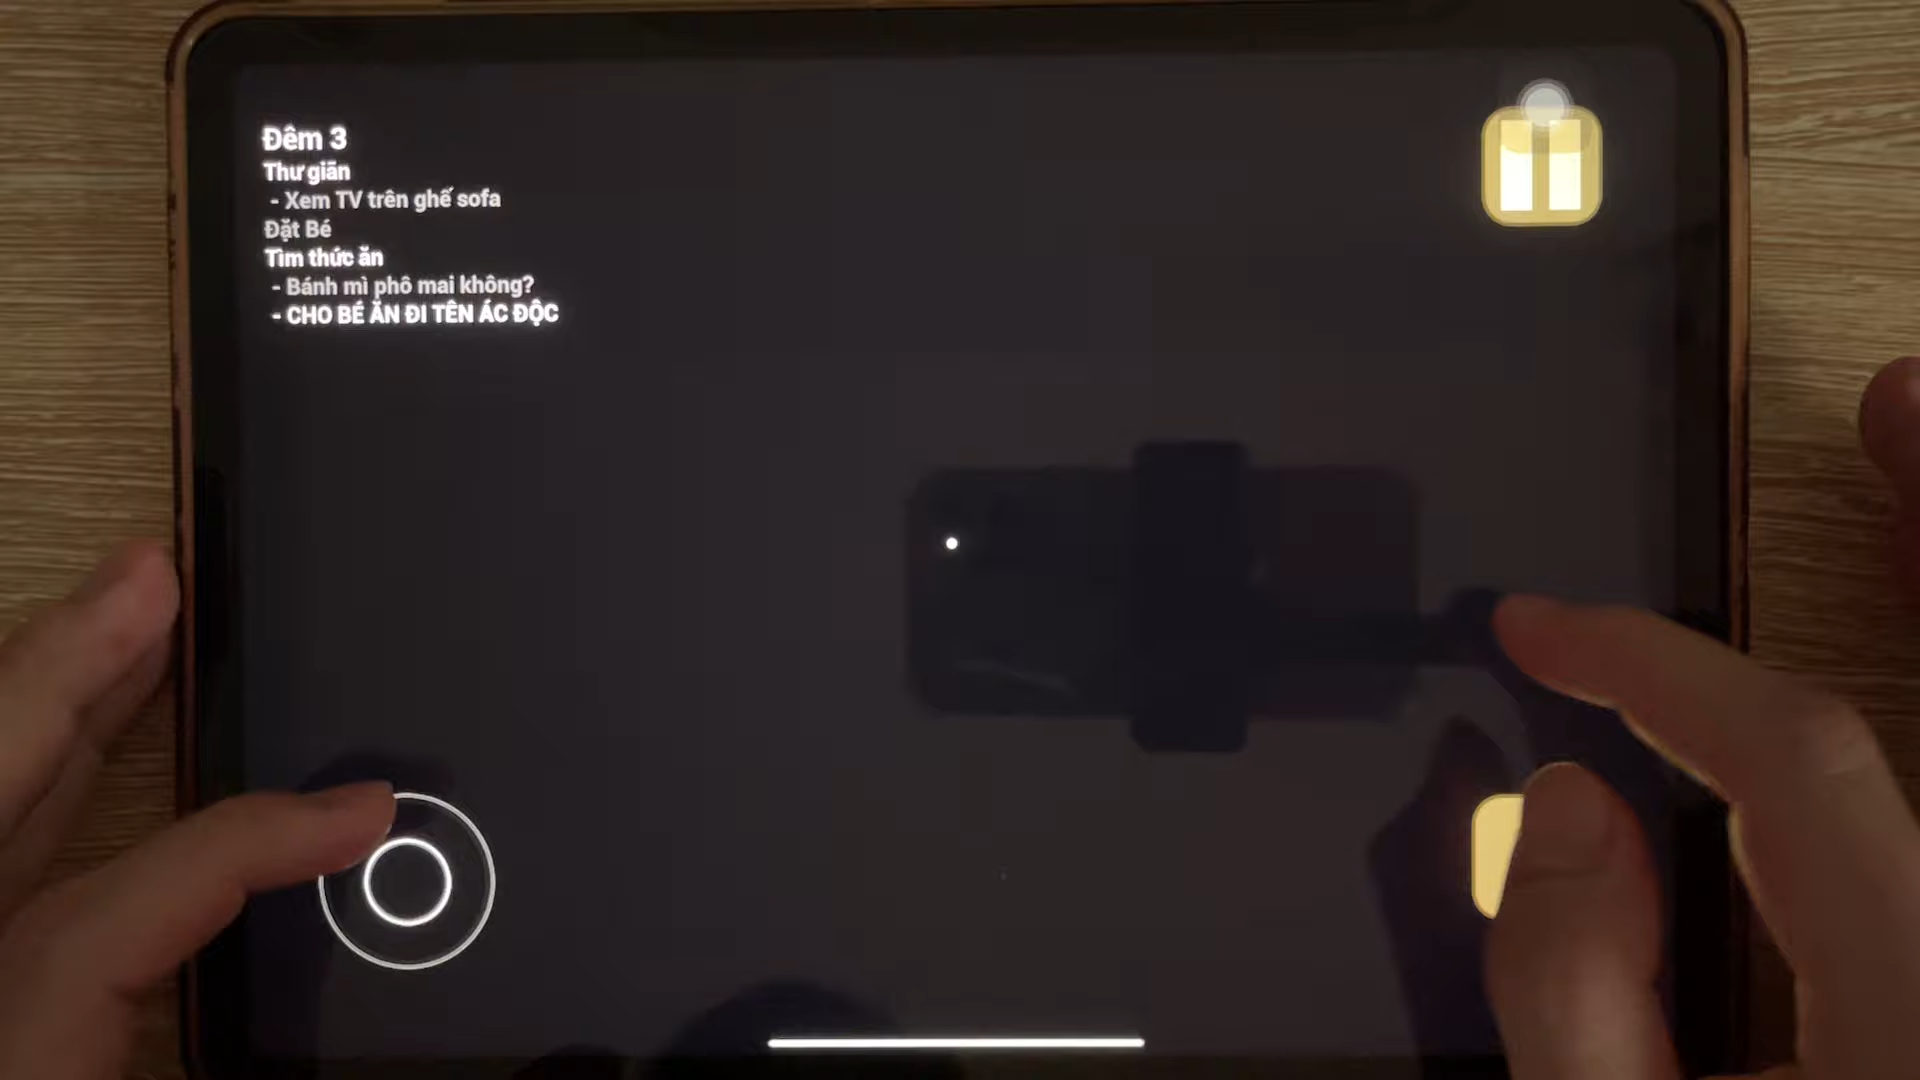 Đêm 3
Thư giãn
- Xem TV trên ghế sofa
Đặt Bé
Tìm thức ăn
- Bánh mì phô mai không?
- CHO BÉ ĂN ĐI TÊN ÁC ĐỘC